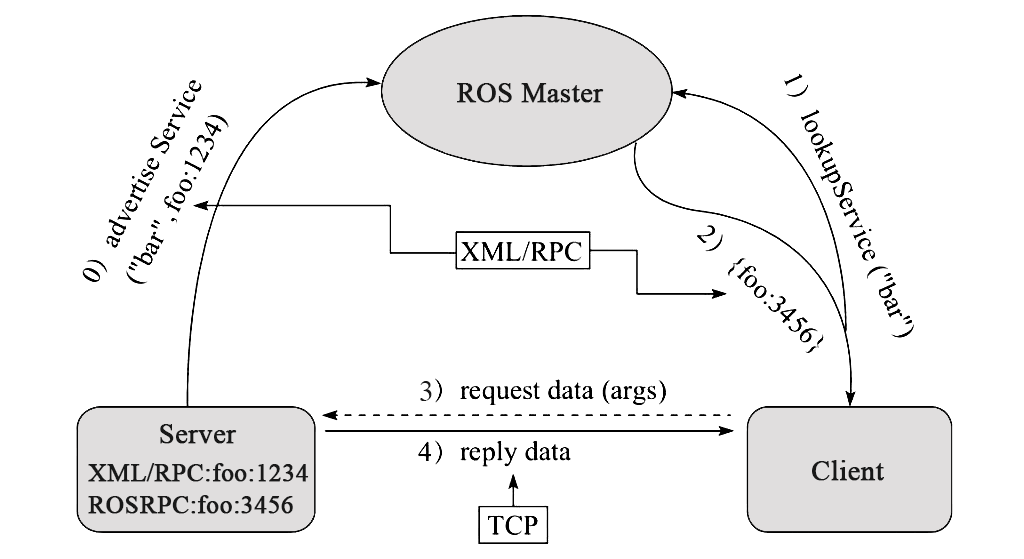 ROS Master
0) advertise Service
("bar",foo:1234)
1) lookupService ("bar")
2) {foo:3456}
XML/RPC
3) request data (args)
4) reply data
TCP
Server
XML/RPC:foo:1234
ROSRPC:foo:3456
Client